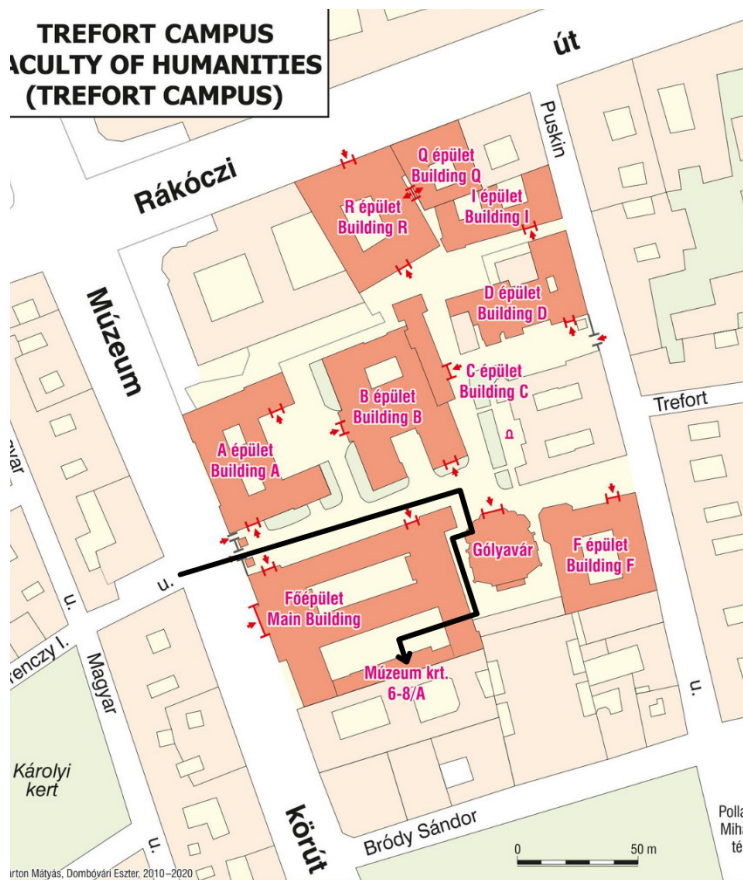 TREFORT CAMPUS
ACULTY OF HUMANITIES
(TREFORT CAMPUS)
út
Puskin
Rákóczi
Q épület
Building Q
R épület
Building R
I épület
Building I
Múzeum
D épület
Building D
C épület
Building C
B épület
Building B
Trefort
A épület
Building A
Gólyavár
F épület
Building F
u.
u.
Főépület
Main Building
Magyar
Múzeum krt.
6-8/A
u.
Károlyi
kert
u.
körút
Bródy Sándor
0
50 m
Polla
Mihá
té
arton Mátyás, Dombóvári Eszter, 2010–2020